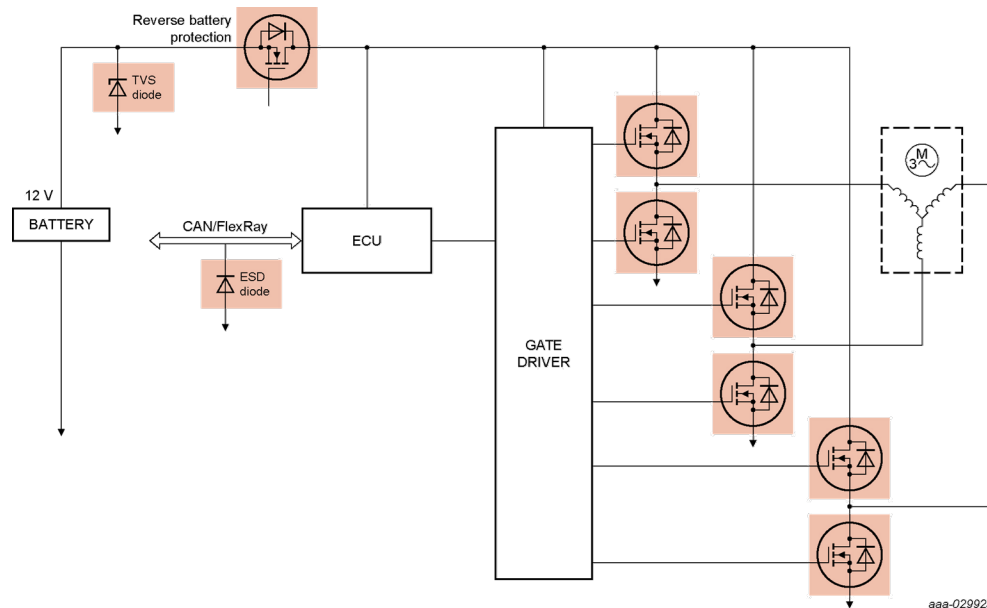 Reverse battery
protection
TVS
diode
12 V
BATTERY
CAN/FlexRay
ECU
ESD
diode
GATE
DRIVER
M
3
aaa-02992